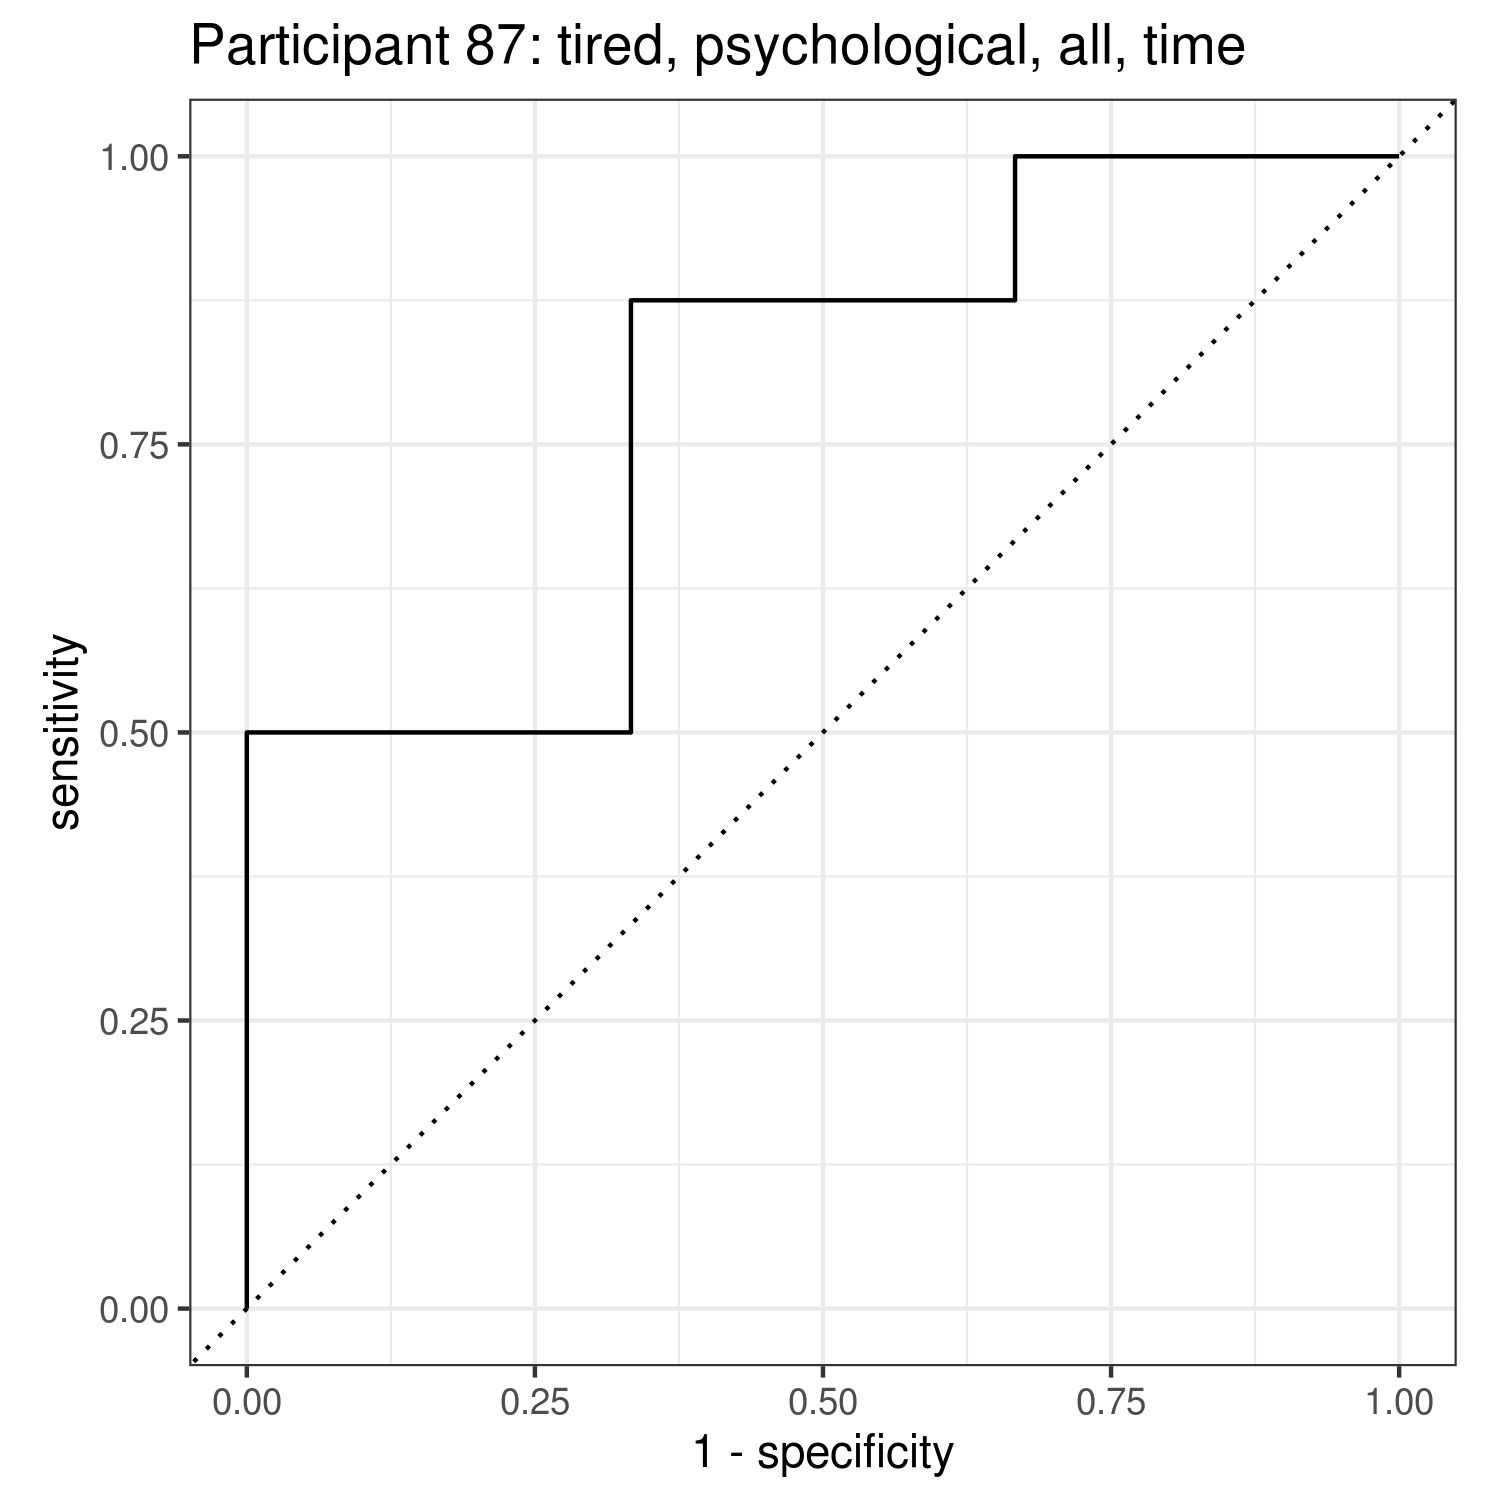 Participant 87: tired, psychological, all, time
1.00
0.75
0.50
0.25
0.00
sensitivity
0.00 0.25 0.50 0.75 1.00
1 - specificity